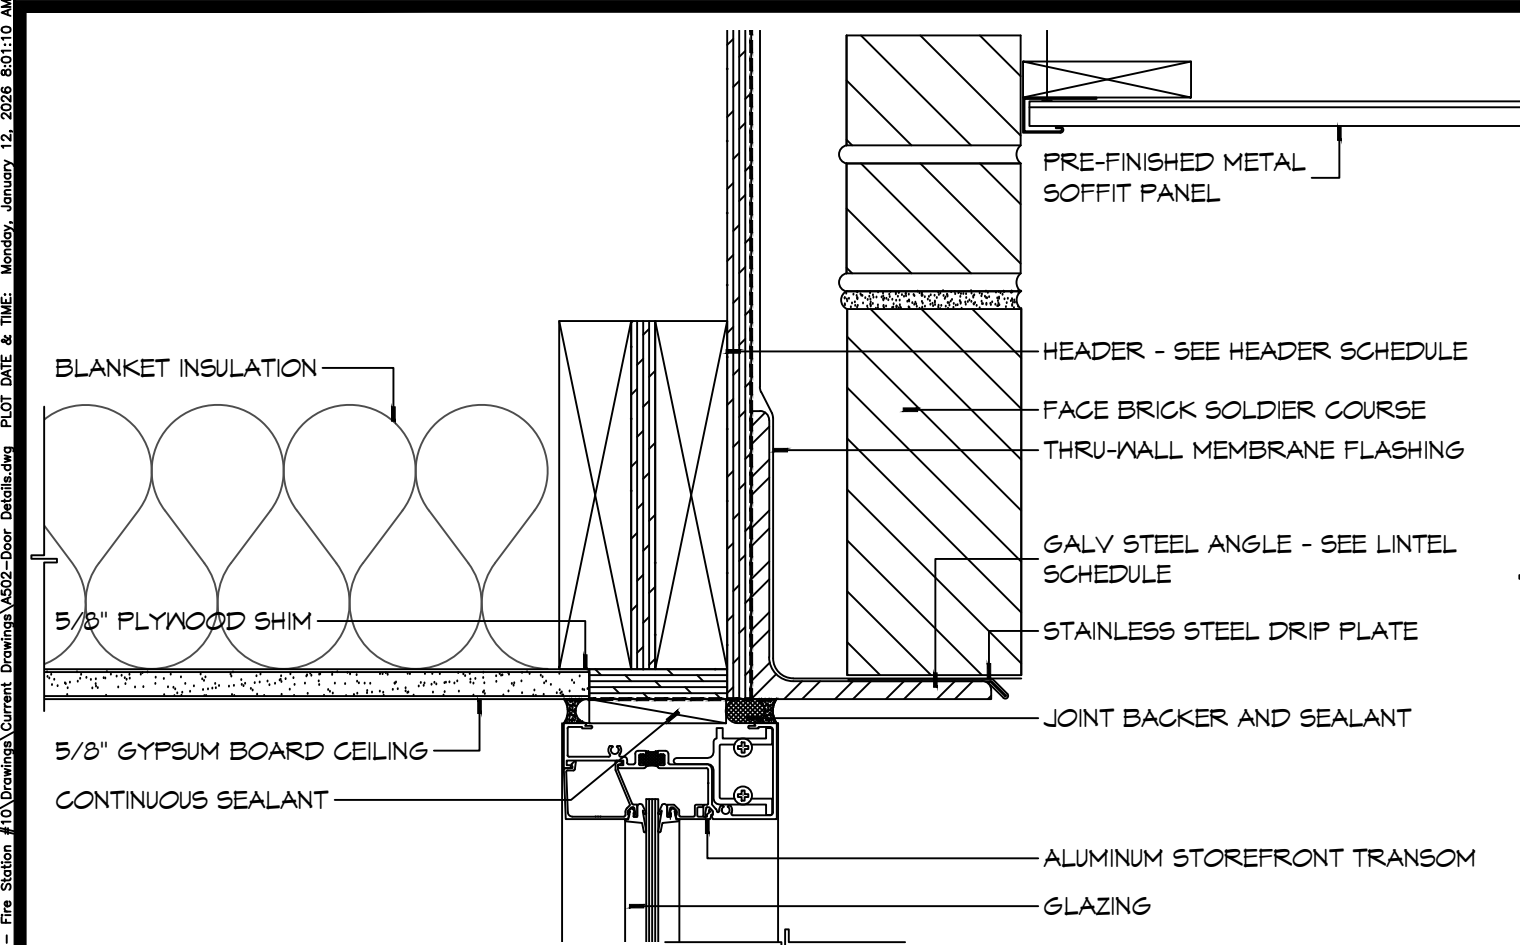 - Fire Station #10\Drawings\Current Drawings\A502-Door Details.dwg PLOT DATE & TIME: Monday, January 12, 2026 8:01:10 AM
PRE-FINISHED METAL
SOFFIT PANEL
BLANKET INSULATION
HEADER - SEE HEADER SCHEDULE
FACE BRICK SOLDIER COURSE
THRU-WALL MEMBRANE FLASHING
GALV STEEL ANGLE - SEE LINTEL
SCHEDULE
5/8" PLYWOOD SHIM
STAINLESS STEEL DRIP PLATE
JOINT BACKER AND SEALANT
5/8" GYPSUM BOARD CEILING
CONTINUOUS SEALANT
ALUMINUM STOREFRONT TRANSOM
GLAZING